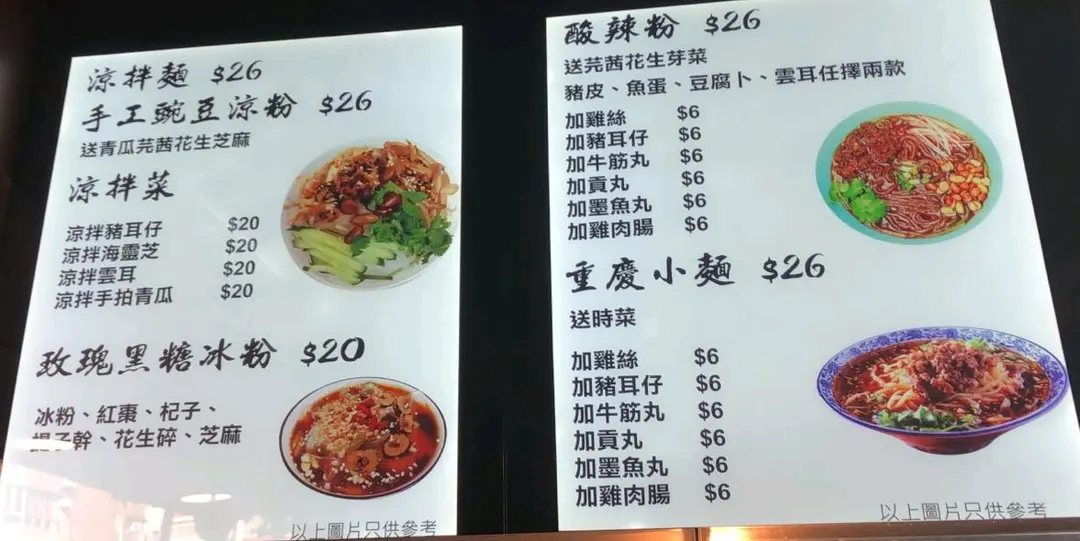 涼拌麵 $26
手工豌豆涼粉 $26
送青瓜芫茜花生芝麻
涼拌菜
涼拌豬耳仔 $20
涼拌海靈芝 $20
涼拌雲耳 $20
涼拌手拍青瓜 $20
玫瑰黑糖冰粉 $20
冰粉、紅棗、杞子、
提子幹、花生碎、芝麻
以上圖片只供參考
酸辣粉 $26
送芫茜花生芽菜
豬皮、魚蛋、豆腐卜、雲耳任擇兩款
加雞絲 $6
加豬耳仔 $6
加牛筋丸 $6
加貢丸 $6
加墨魚丸 $6
加雞肉腸 $6
重慶小麵 $26
送時菜
加雞絲 $6
加豬耳仔 $6
加牛筋丸 $6
加貢丸 $6
加墨魚丸 $6
加雞肉腸 $6
以上圖片只供參考